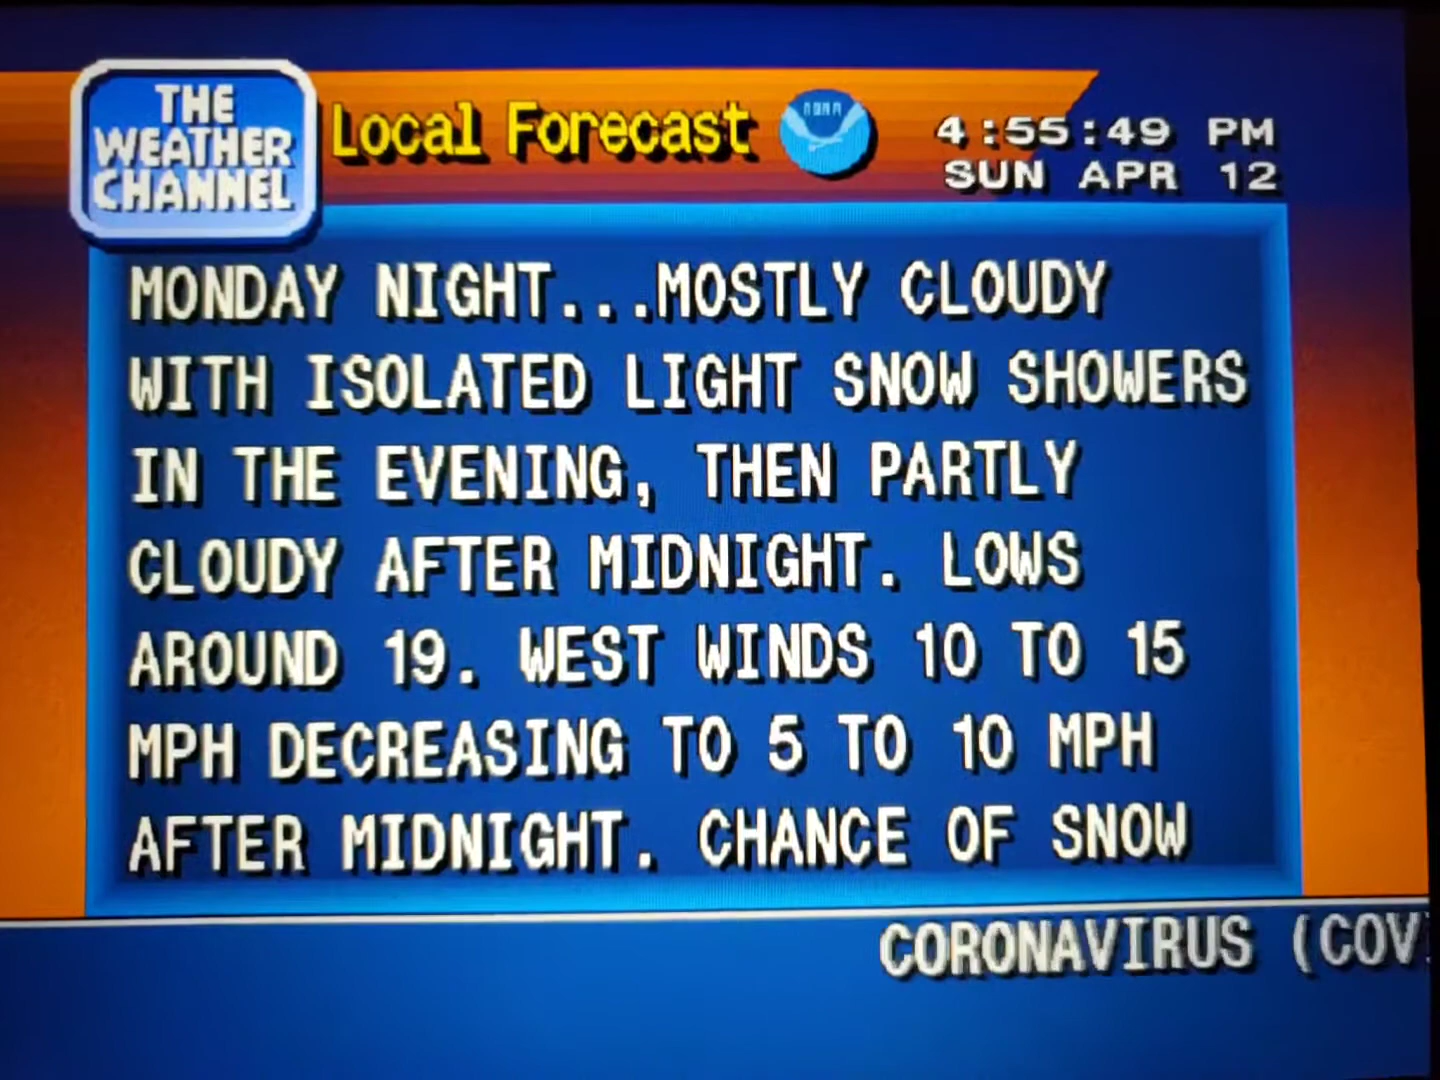 THE
WEATHER
CHANNEL
Local Forecast
NOAA
4:55:49 PM
SUN APR 12
MONDAY NIGHT...MOSTLY CLOUDY
WITH ISOLATED LIGHT SNOW SHOWERS
IN THE EVENING, THEN PARTLY
CLOUDY AFTER MIDNIGHT. LOWS
AROUND 19. WEST WINDS 10 TO 15
MPH DECREASING TO 5 TO 10 MPH
AFTER MIDNIGHT. CHANCE OF SNOW
CORONAVIRUS (COV